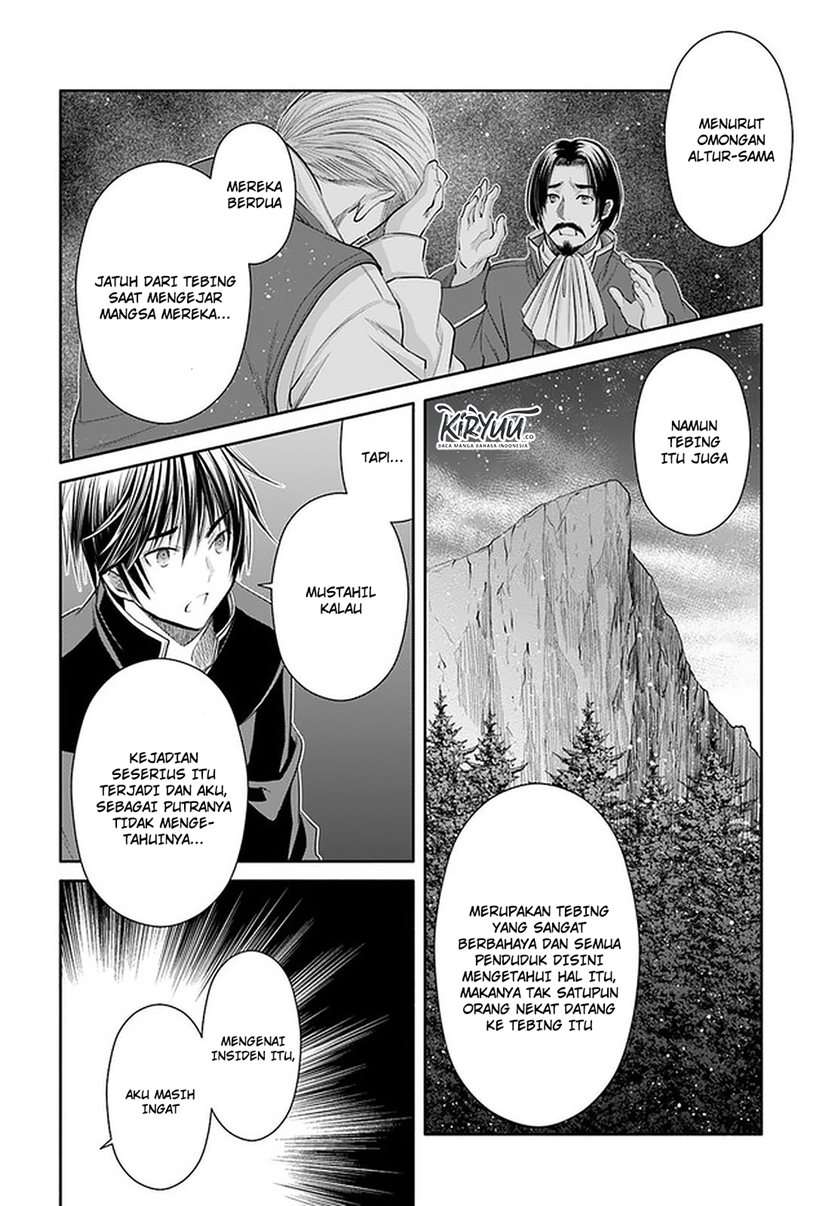 MENURUT
OMONGAN
ALTUR-SAMA
MEREKA
BERDUA
JATUH DARI TEBING
SAAT MENGEJAR
MANGSA MEREKA...
NAMUN
TEBING
ITU JUGA
KIRYUU.CO
BACA MANGA BAHASA INDONESIA
MERUPAKAN TEBING
YANG SANGAT
BERBAHAYA DAN SEMUA
PENDUDUK DISINI
MENGETAHUI HAL ITU,
MAKANYA TAK SATUPUN
ORANG NEKAT DATANG
KE TEBING ITU
TAPI...
MUSTAHIL
KALAU
KEJADIAN
SESERIUS ITU
TERJADI DAN AKU,
SEBAGAI PUTRANYA
TIDAK MENGE-
TAHUINYA...
MENGENAI
INSIDEN ITU,
AKU MASIH
INGAT